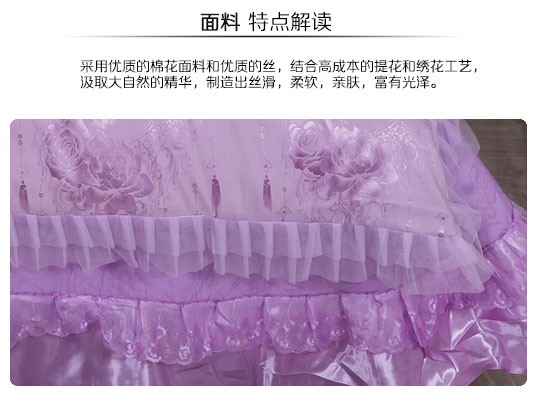 面料 特点解读
采用优质的棉花面料和优质的丝，结合高成本的提花和绣花工艺，
汲取大自然的精华，制造出丝滑，柔软，亲肤，富有光泽。